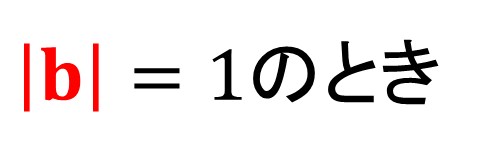 |b| = 1のとき